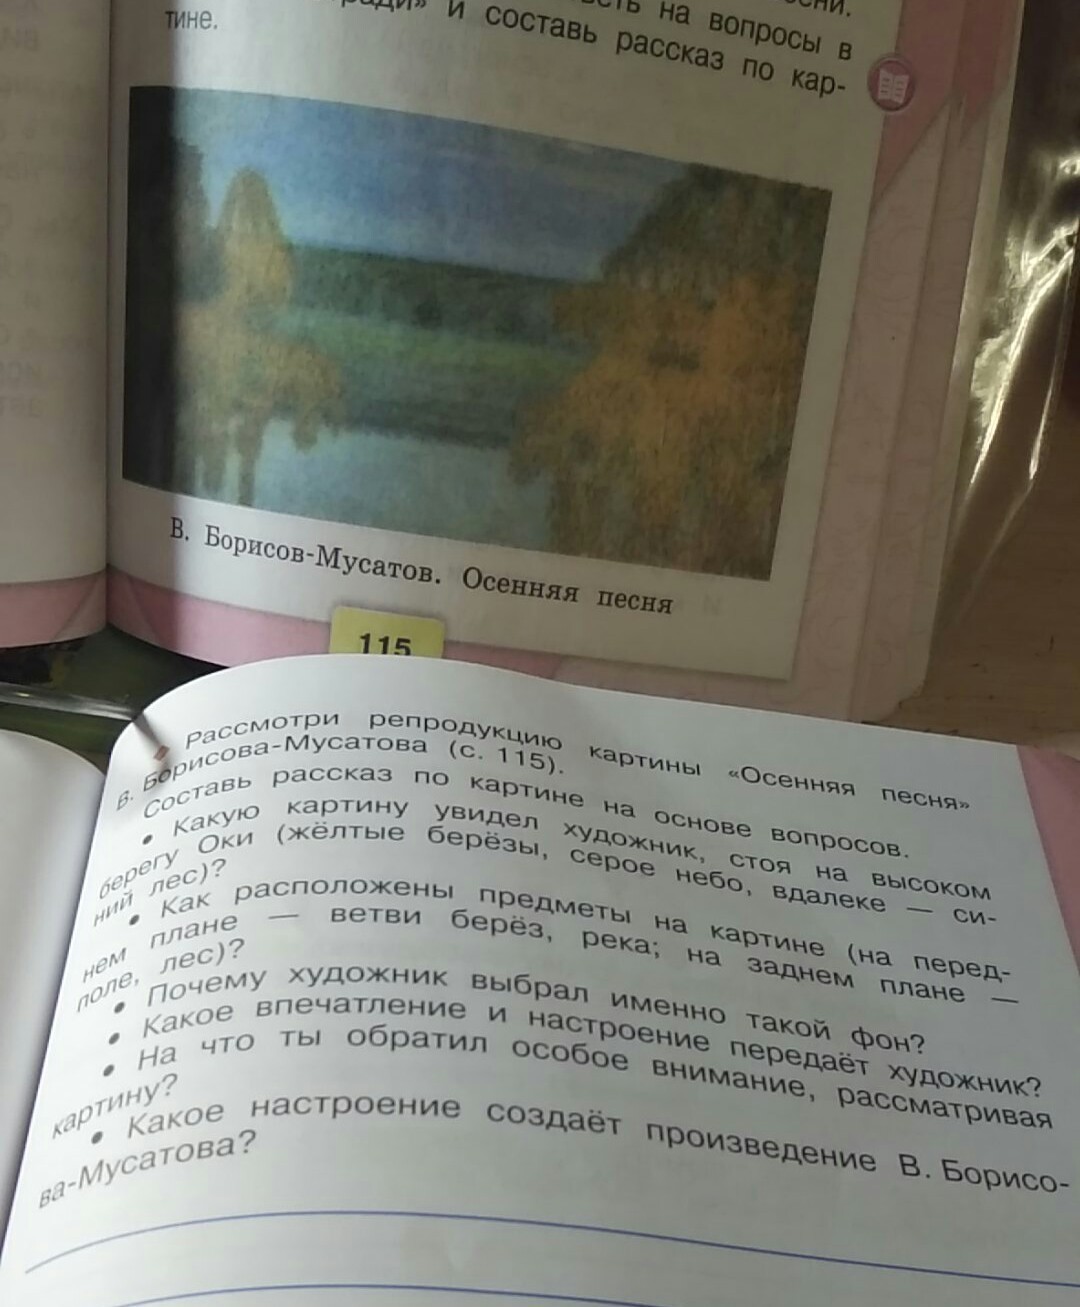 на вопросы в
и составь рассказ по кар-
тине.
В. Борисов-Мусатов. Осенняя песня
115
Рассмотри репродукцию картины «Осенняя песня»
В. Борисова-Мусатова (с. 115).
Составь рассказ по картине на основе вопросов.
• Какую картину увидел художник, стоя на высоком
берегу Оки (жёлтые берёзы, серое небо, вдалеке — си-
ний лес)?
• Как расположены предметы на картине (на перед-
нем плане — ветви берёз, река; на заднем плане —
поле, лес)?
• Почему художник выбрал именно такой фон?
• Какое впечатление и настроение передаёт художник?
• На что ты обратил особое внимание, рассматривая
картину?
• Какое настроение создаёт произведение В. Борисо-
ва-Мусатова?